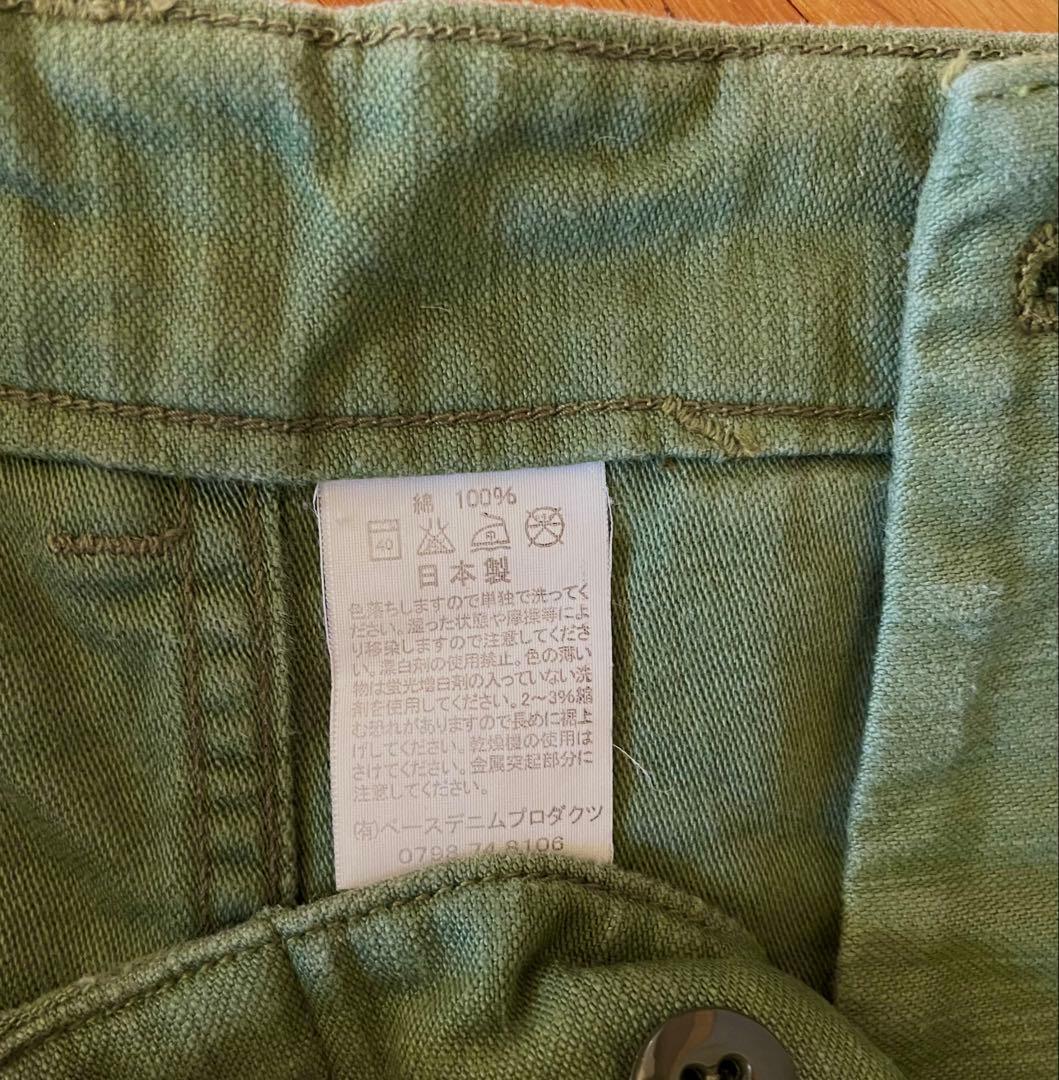 綿 100%
40
日本製
色落ちしますので単独で洗ってく
ださい。湿った状態や摩擦等によ
り移染しますので注意してくださ
い。漂白剤の使用禁止。色の薄い
物は蛍光増白剤の入っていない洗
剤を使用してください。2〜3%縮
む恐れがありますので長めに裾上
げしてください。乾燥機の使用は
さけてください。金属突起部分に
注意してください。
(有)ベースデニムプロダクツ
0798-74-8106